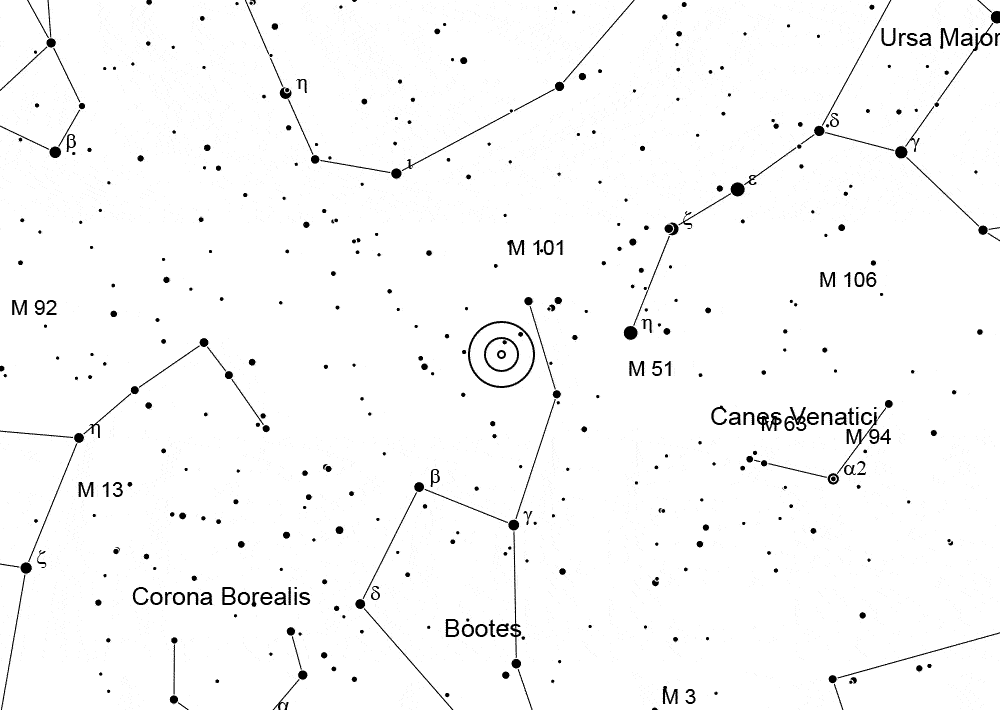 Ursa Major
η
δ
β
γ
ι
ε
ζ
M 101
M 106
M 92
η
M 51
Canes Venatici
M 63
η
M 94
α2
β
M 13
γ
ζ
Corona Borealis
δ
Bootes
M 3
α